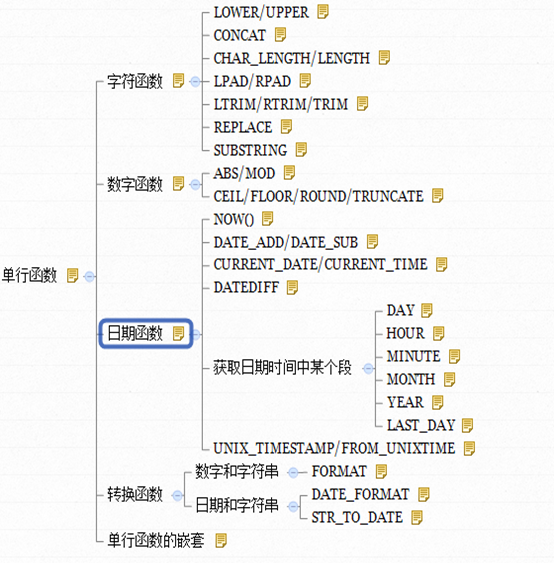 单行函数
字符函数
LOWER/UPPER
CONCAT
CHAR_LENGTH/LENGTH
LPAD/RPAD
LTRIM/RTRIM/TRIM
REPLACE
SUBSTRING
数字函数
ABS/MOD
CEIL/FLOOR/ROUND/TRUNCATE
日期函数
NOW()
DATE_ADD/DATE_SUB
CURRENT_DATE/CURRENT_TIME
DATEDIFF
获取日期时间中某个段
DAY
HOUR
MINUTE
MONTH
YEAR
LAST_DAY
UNIX_TIMESTAMP/FROM_UNIXTIME
转换函数
数字和字符串
FORMAT
日期和字符串
DATE_FORMAT
STR_TO_DATE
单行函数的嵌套